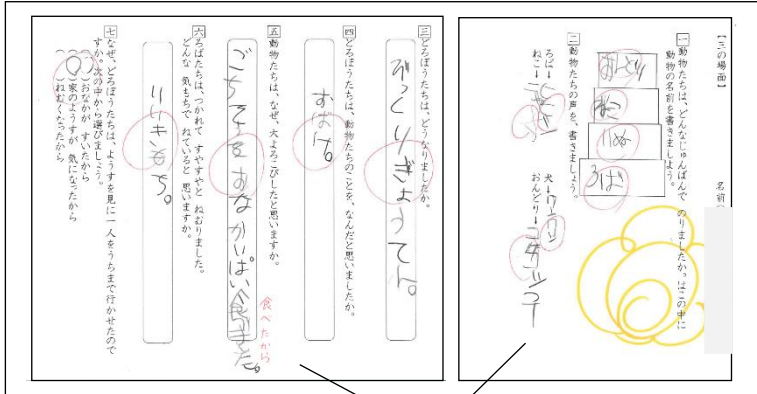 【三の場面】
名前
一 動物たちは、どんなじゅんばんで のりましたか。はこの中に
動物の名前を書きましょう。
おんどり
ねこ
いぬ
ろば
二 動物たちの声を、書きましょう。
ろば→
ねこ→
犬→ワンワン
おんどり→コケコッコー
三 どろぼうたちは、どうなりましたか。
びっくりぎょうてん。
四 どろぼうたちは、動物たちのことを、なんだと思いましたか。
おばけ。
五 動物たちは、なぜ、大よろこびしたと思いますか。
ごちそうをおなかいぱい食べました。
食べたから
六 ろばたちは、つかれて すやすやと ねむりました。
どんな 気もちで ねていると 思いますか。
いいきもち。
七 なぜ、どろぼうたちは、ようすを見に一人をうちまで行かせたので
すか。次の中から選びましょう。
( )おなかが すいたから
(○)家のようすが 気になったから
( )ねむくなったから